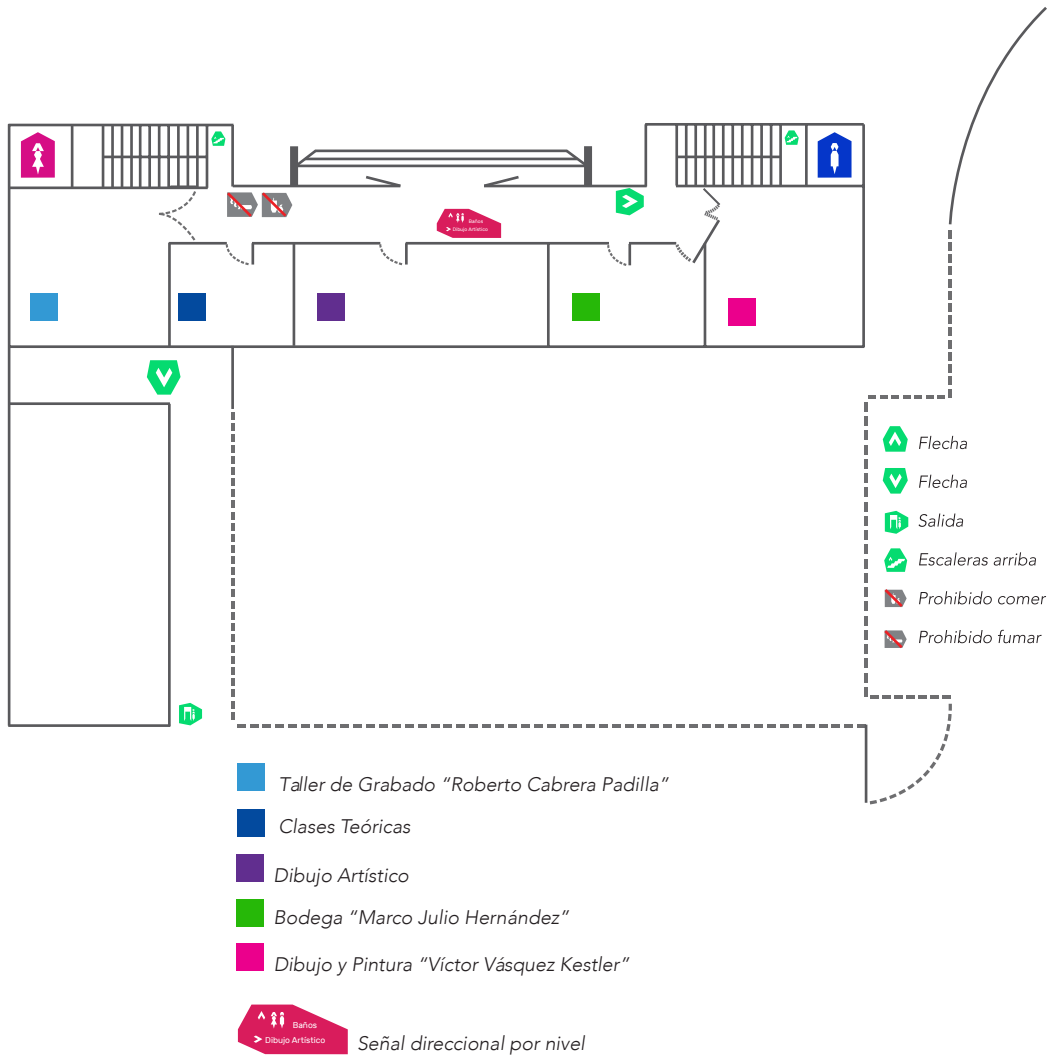 Baños
Dibujo Artístico
Flecha
Flecha
Salida
Escaleras arriba
Prohibido comer
Prohibido fumar
Taller de Grabado “Roberto Cabrera Padilla”
Clases Teóricas
Dibujo Artístico
Bodega “Marco Julio Hernández”
Dibujo y Pintura “Víctor Vásquez Kestler”
Baños
Dibujo Artístico
Señal direccional por nivel